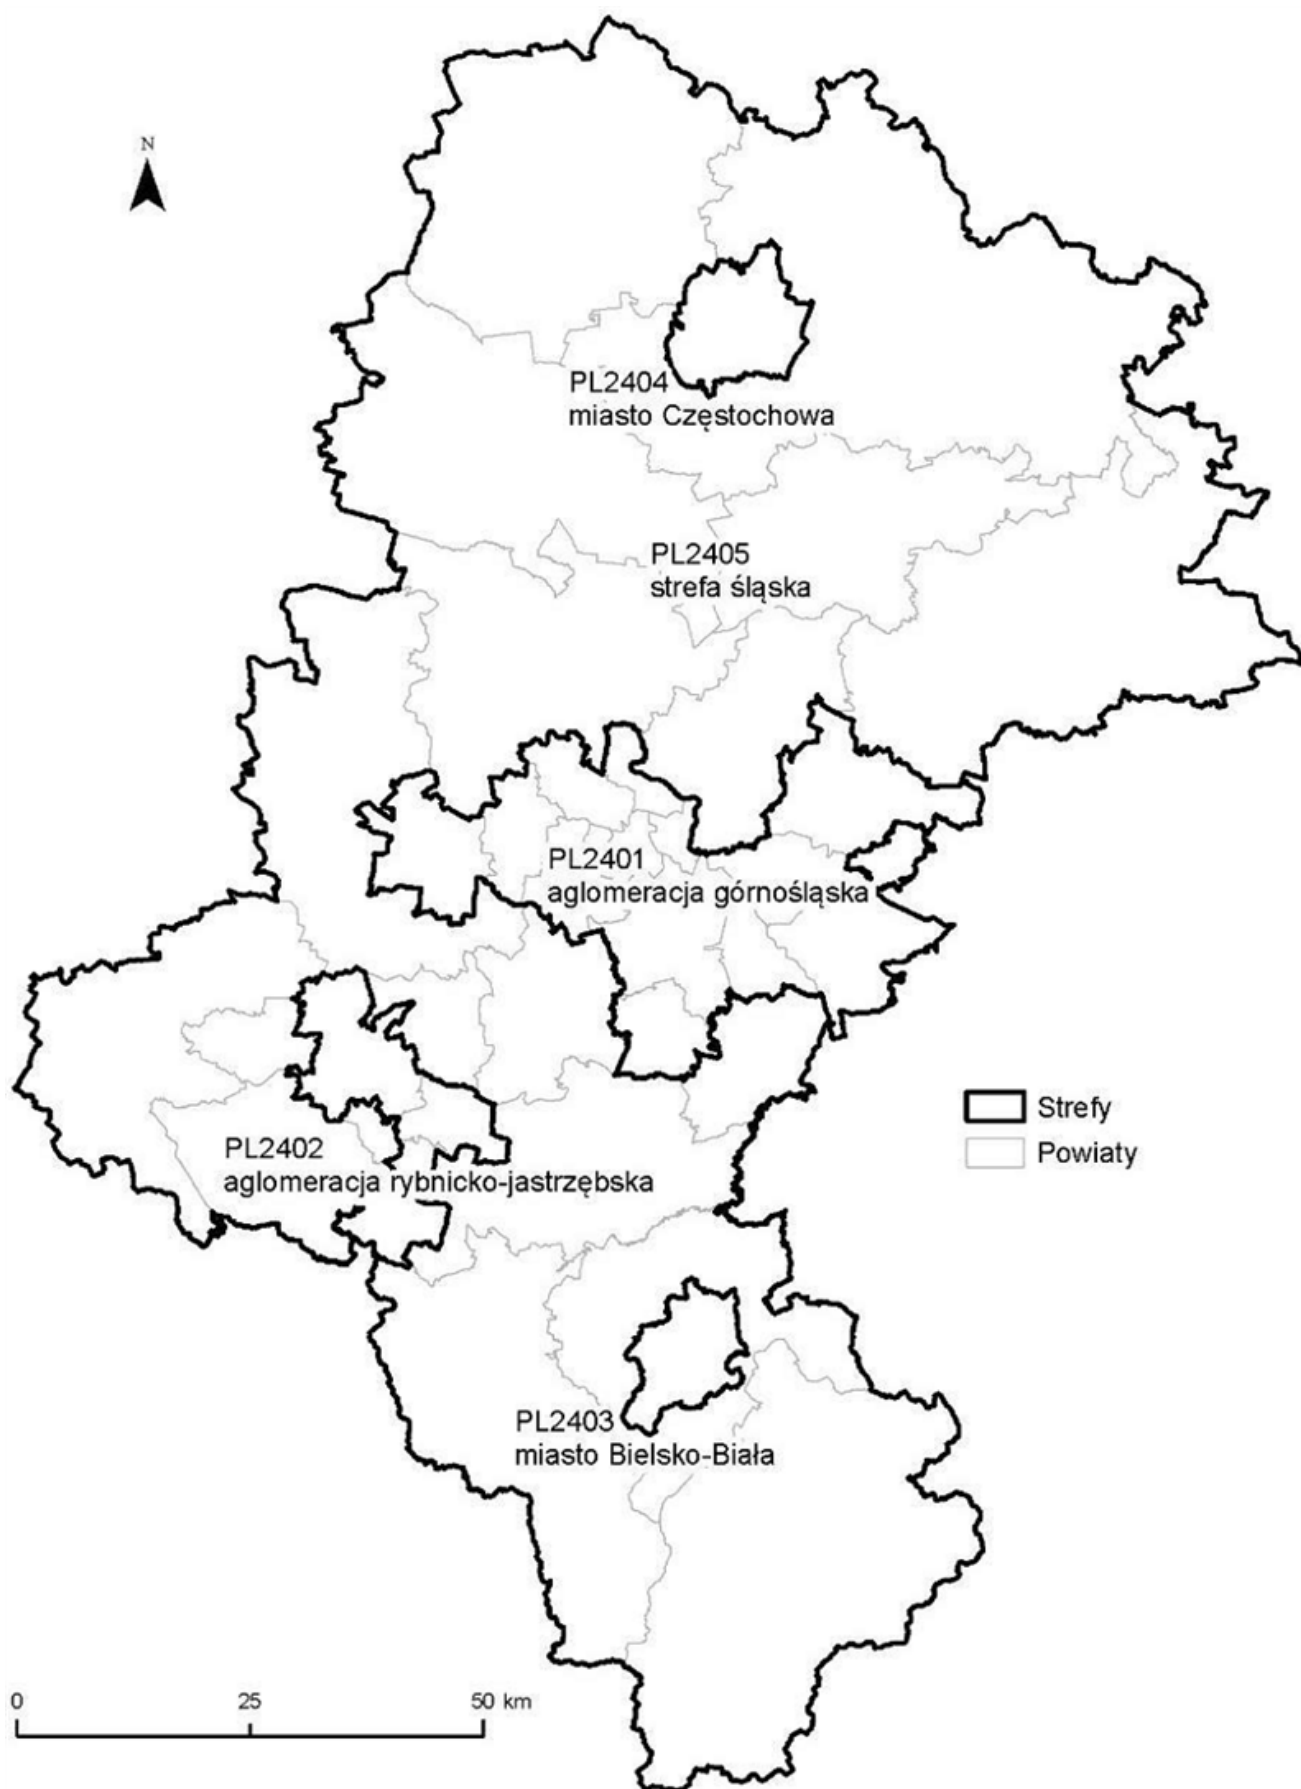 N
PL2404
miasto Częstochowa
PL2405
strefa śląska
PL2401
aglomeracja górnośląska
Strefy
Powiaty
PL2402
aglomeracja rybnicko-jastrzębska
PL2403
miasto Bielsko-Biała
0 25 50 km